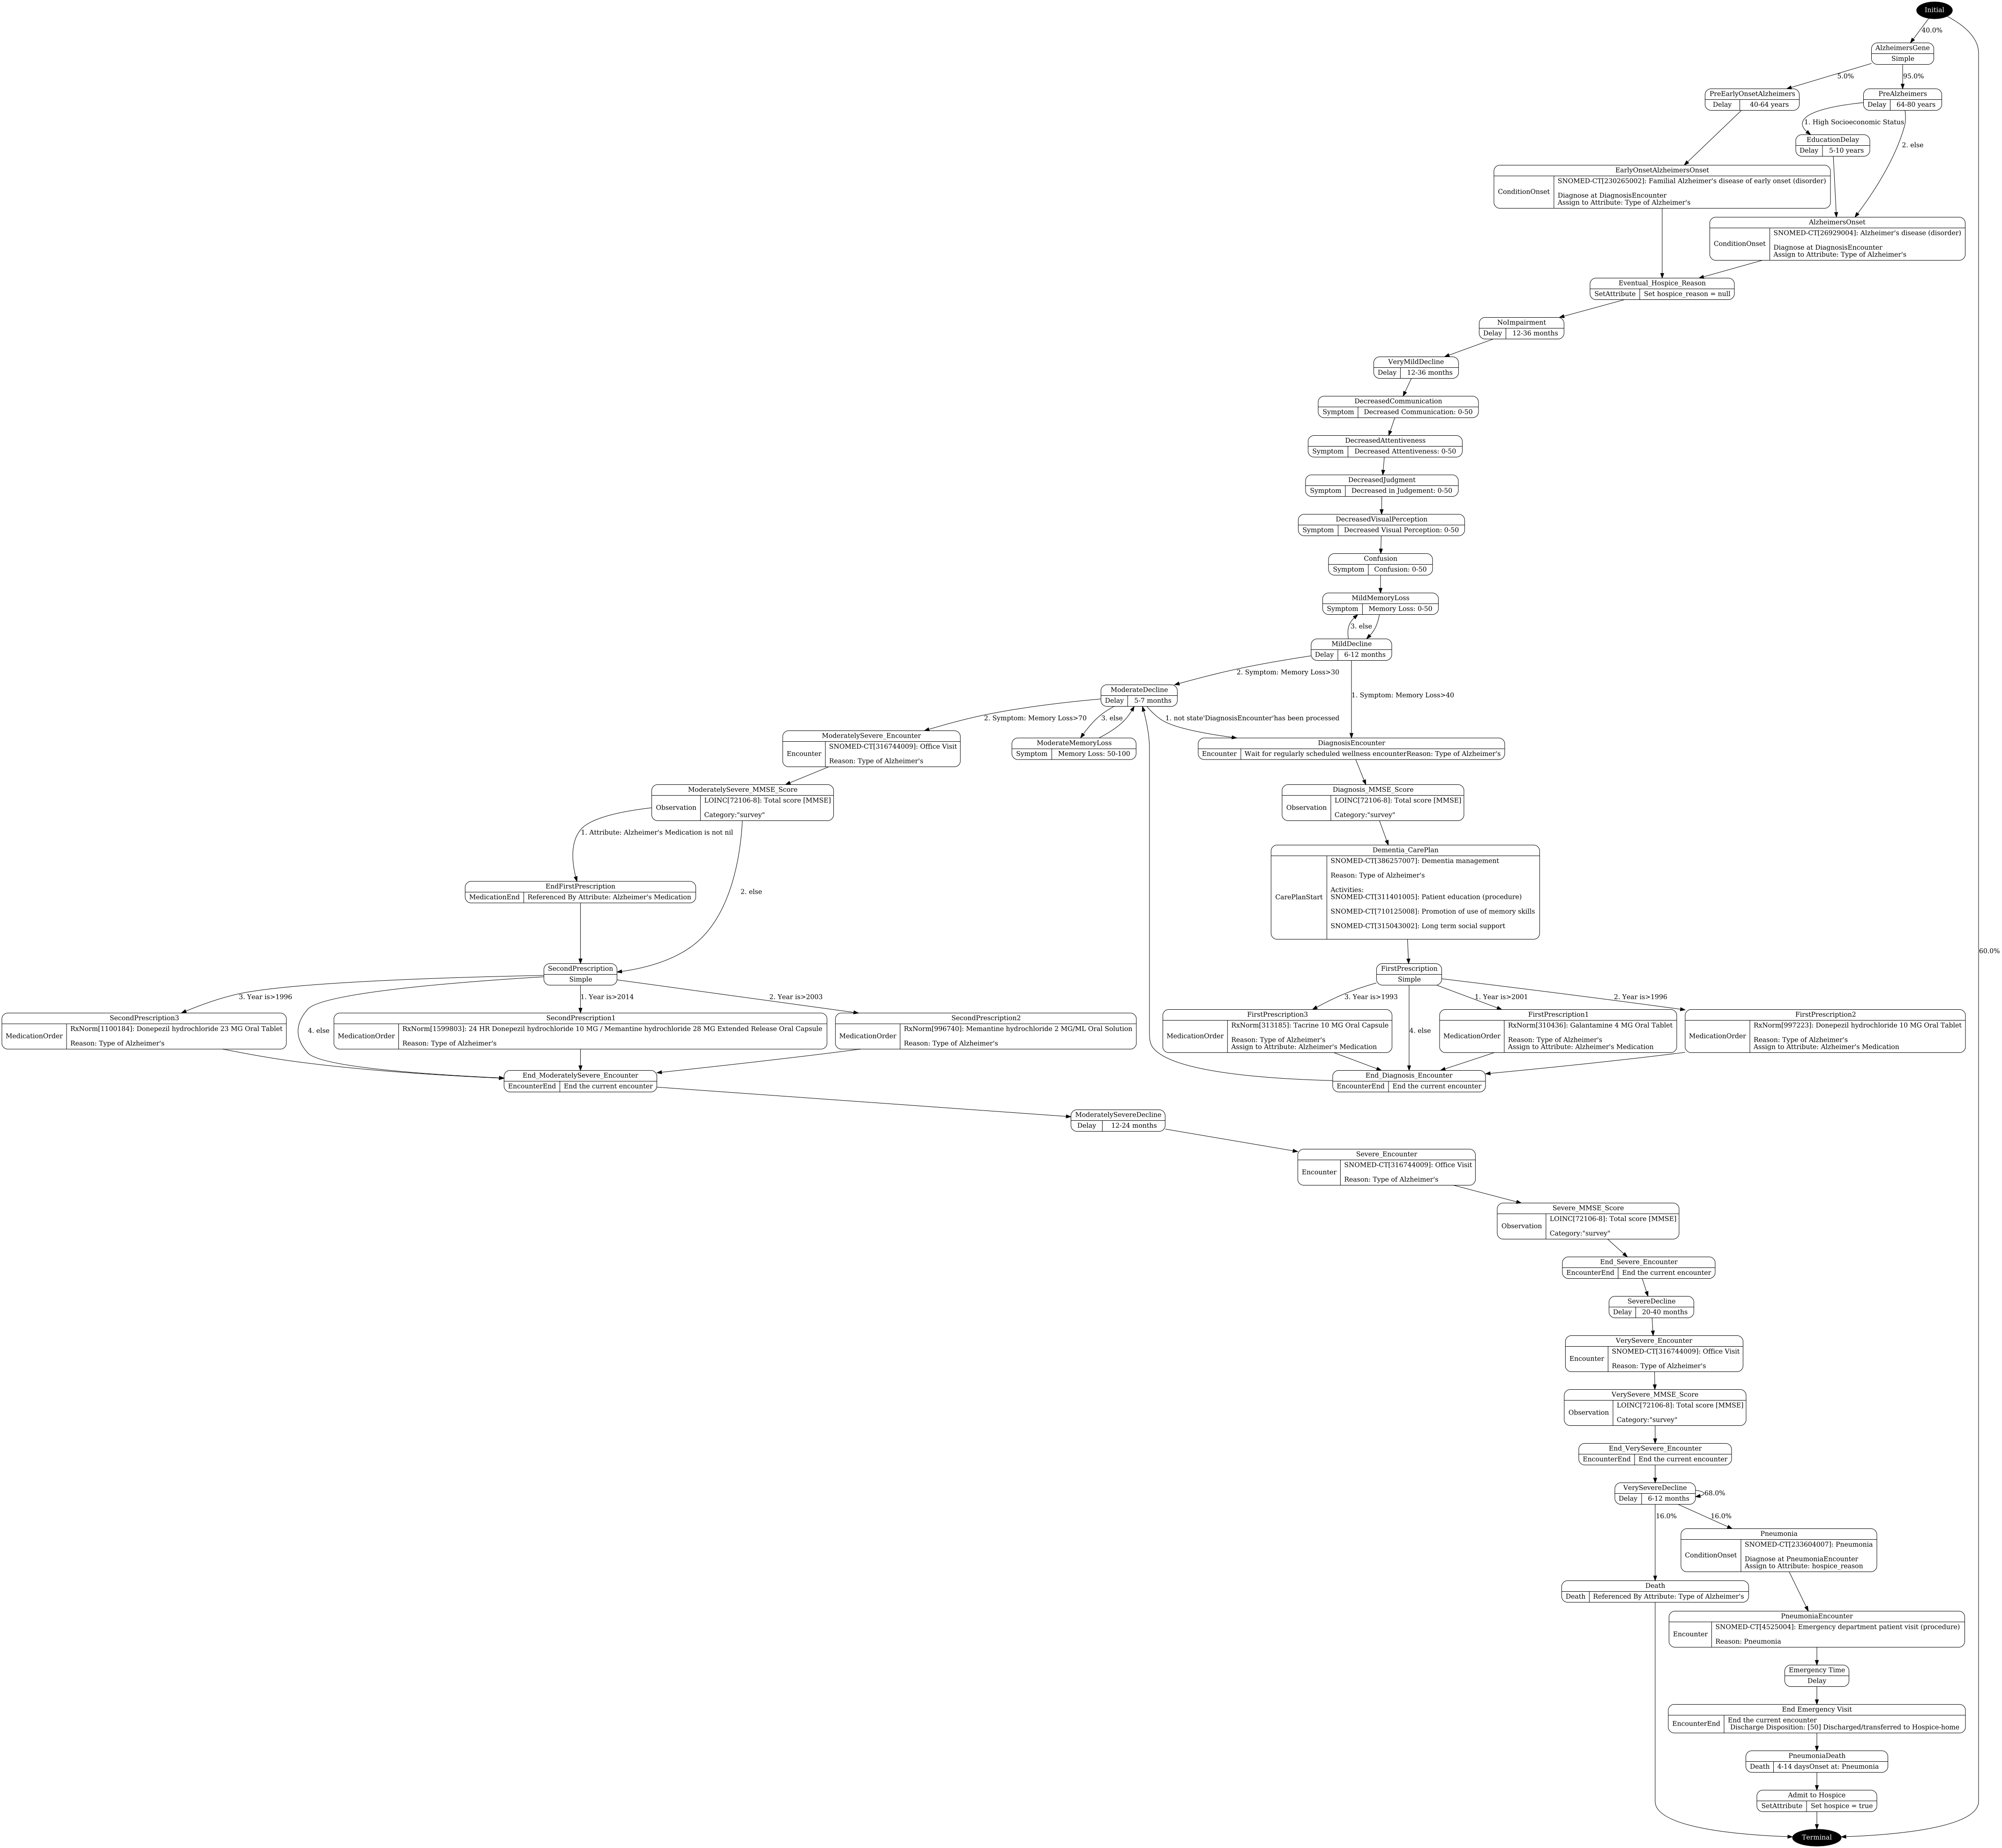 Initial
40.0%
AlzheimersGene
Simple
5.0%
95.0%
PreEarlyOnsetAlzheimers
Delay 40-64 years
PreAlzheimers
Delay 64-80 years
1. High Socioeconomic Status
EducationDelay
Delay 5-10 years
2. else
EarlyOnsetAlzheimersOnset
ConditionOnset
SNOMED-CT[230265002]: Familial Alzheimer's disease of early onset (disorder)
Diagnose at DiagnosisEncounter
Assign to Attribute: Type of Alzheimer's
AlzheimersOnset
ConditionOnset
SNOMED-CT[26929004]: Alzheimer's disease (disorder)
Diagnose at DiagnosisEncounter
Assign to Attribute: Type of Alzheimer's
Eventual_Hospice_Reason
SetAttribute Set hospice_reason = null
NoImpairment
Delay 12-36 months
VeryMildDecline
Delay 12-36 months
DecreasedCommunication
Symptom Decreased Communication: 0-50
DecreasedAttentiveness
Symptom Decreased Attentiveness: 0-50
DecreasedJudgment
Symptom Decreased in Judgement: 0-50
DecreasedVisualPerception
Symptom Decreased Visual Perception: 0-50
Confusion
Symptom Confusion: 0-50
MildMemoryLoss
Symptom Memory Loss: 0-50
3. else
MildDecline
Delay 6-12 months
2. Symptom: Memory Loss>30
1. Symptom: Memory Loss>40
ModerateDecline
Delay 5-7 months
2. Symptom: Memory Loss>70
3. else
1. not state'DiagnosisEncounter'has been processed
ModeratelySevere_Encounter
Encounter
SNOMED-CT[316744009]: Office Visit
Reason: Type of Alzheimer's
ModerateMemoryLoss
Symptom Memory Loss: 50-100
DiagnosisEncounter
Encounter Wait for regularly scheduled wellness encounterReason: Type of Alzheimer's
ModeratelySevere_MMSE_Score
Observation
LOINC[72106-8]: Total score [MMSE]
Category:"survey"
Diagnosis_MMSE_Score
Observation
LOINC[72106-8]: Total score [MMSE]
Category:"survey"
1. Attribute: Alzheimer's Medication is not nil
2. else
EndFirstPrescription
MedicationEnd Referenced By Attribute: Alzheimer's Medication
Dementia_CarePlan
CarePlanStart
SNOMED-CT[386257007]: Dementia management
Reason: Type of Alzheimer's
Activities:
SNOMED-CT[311401005]: Patient education (procedure)
SNOMED-CT[710125008]: Promotion of use of memory skills
SNOMED-CT[315043002]: Long term social support
60.0%
SecondPrescription
Simple
FirstPrescription
Simple
3. Year is>1996
4. else
1. Year is>2014
2. Year is>2003
3. Year is>1993
4. else
1. Year is>2001
2. Year is>1996
SecondPrescription3
MedicationOrder
RxNorm[1100184]: Donepezil hydrochloride 23 MG Oral Tablet
Reason: Type of Alzheimer's
SecondPrescription1
MedicationOrder
RxNorm[1599803]: 24 HR Donepezil hydrochloride 10 MG / Memantine hydrochloride 28 MG Extended Release Oral Capsule
Reason: Type of Alzheimer's
SecondPrescription2
MedicationOrder
RxNorm[996740]: Memantine hydrochloride 2 MG/ML Oral Solution
Reason: Type of Alzheimer's
FirstPrescription3
MedicationOrder
RxNorm[313185]: Tacrine 10 MG Oral Capsule
Reason: Type of Alzheimer's
Assign to Attribute: Alzheimer's Medication
FirstPrescription1
MedicationOrder
RxNorm[310436]: Galantamine 4 MG Oral Tablet
Reason: Type of Alzheimer's
Assign to Attribute: Alzheimer's Medication
FirstPrescription2
MedicationOrder
RxNorm[997223]: Donepezil hydrochloride 10 MG Oral Tablet
Reason: Type of Alzheimer's
Assign to Attribute: Alzheimer's Medication
End_ModeratelySevere_Encounter
EncounterEnd End the current encounter
End_Diagnosis_Encounter
EncounterEnd End the current encounter
ModeratelySevereDecline
Delay 12-24 months
Severe_Encounter
Encounter
SNOMED-CT[316744009]: Office Visit
Reason: Type of Alzheimer's
Severe_MMSE_Score
Observation
LOINC[72106-8]: Total score [MMSE]
Category:"survey"
End_Severe_Encounter
EncounterEnd End the current encounter
SevereDecline
Delay 20-40 months
VerySevere_Encounter
Encounter
SNOMED-CT[316744009]: Office Visit
Reason: Type of Alzheimer's
VerySevere_MMSE_Score
Observation
LOINC[72106-8]: Total score [MMSE]
Category:"survey"
End_VerySevere_Encounter
EncounterEnd End the current encounter
VerySevereDecline
Delay 6-12 months
68.0%
16.0%
16.0%
Pneumonia
ConditionOnset
SNOMED-CT[233604007]: Pneumonia
Diagnose at PneumoniaEncounter
Assign to Attribute: hospice_reason
Death
Death Referenced By Attribute: Type of Alzheimer's
PneumoniaEncounter
Encounter
SNOMED-CT[4525004]: Emergency department patient visit (procedure)
Reason: Pneumonia
Emergency Time
Delay
End Emergency Visit
EncounterEnd
End the current encounter
Discharge Disposition: [50] Discharged/transferred to Hospice-home
PneumoniaDeath
Death 4-14 daysOnset at: Pneumonia
Admit to Hospice
SetAttribute Set hospice = true
Terminal